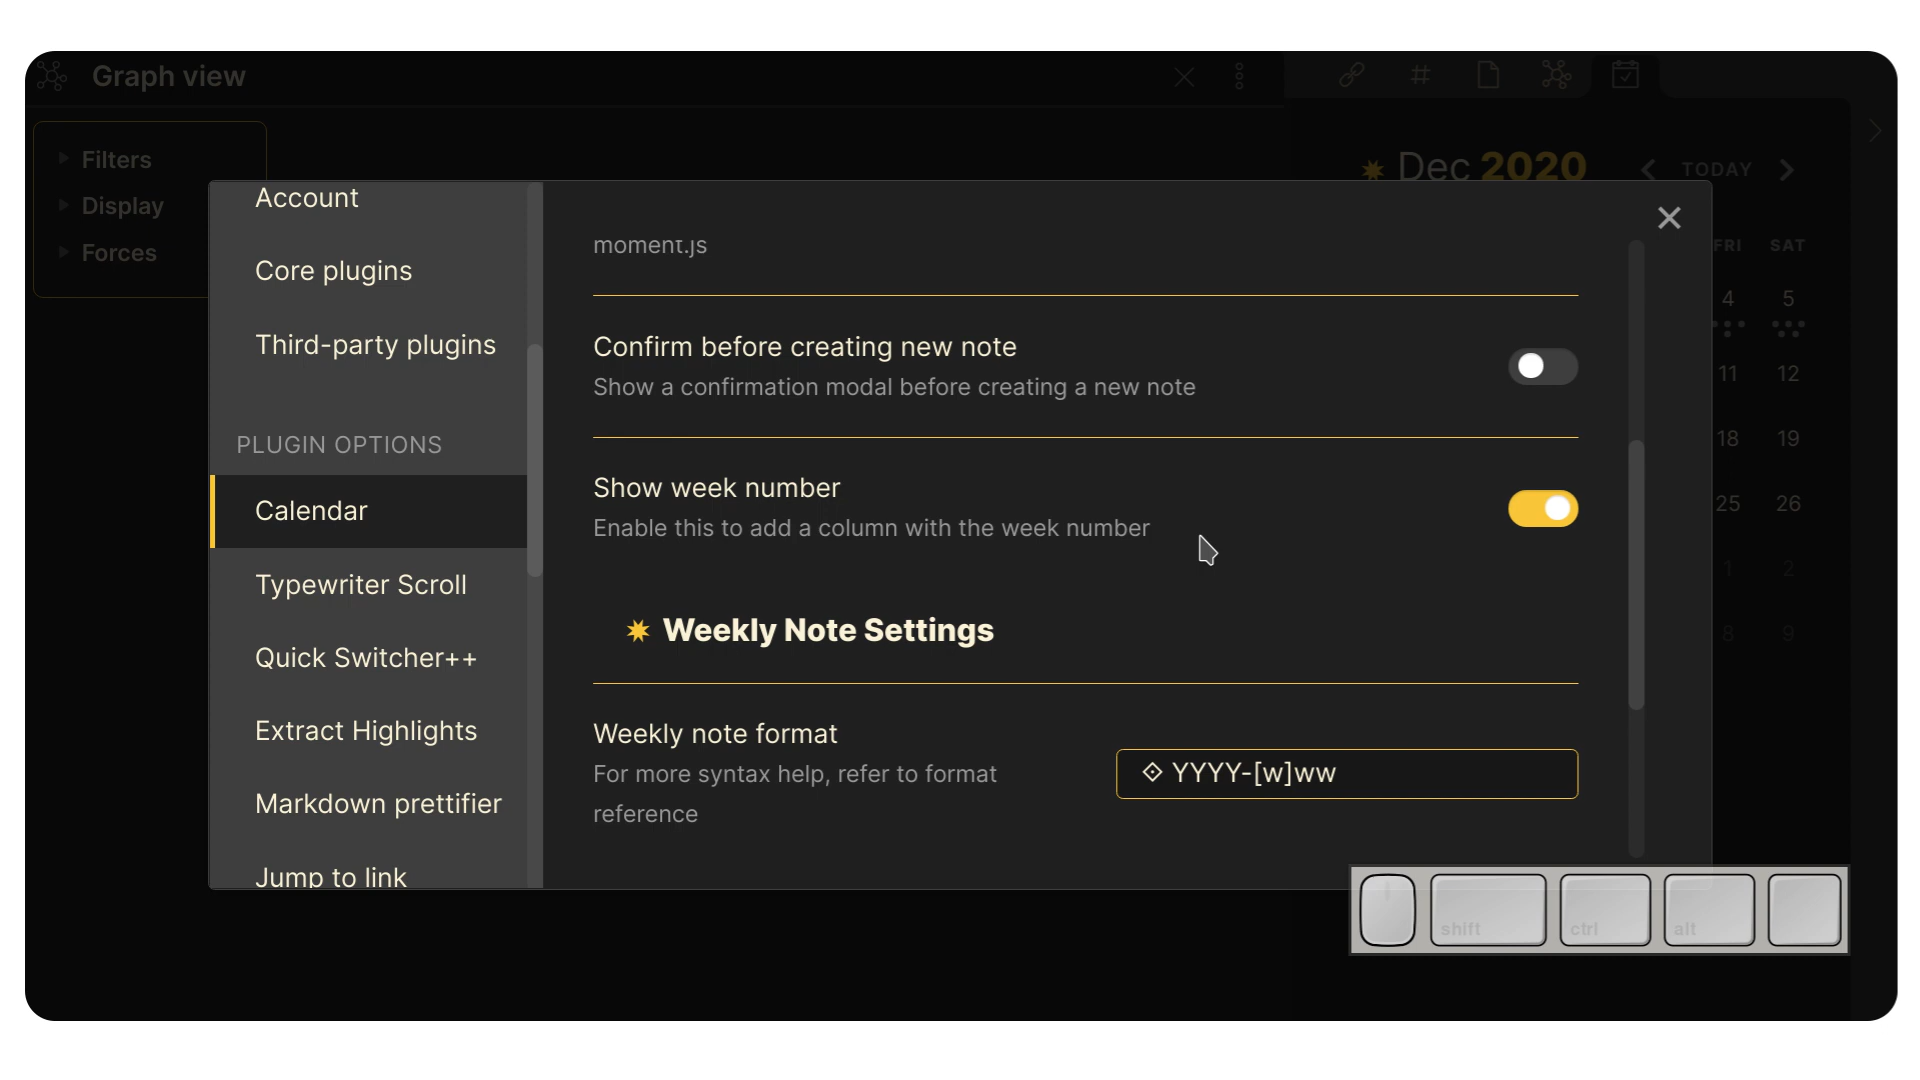 Graph view
Filters
Display
Forces
Dec 2020
TODAY
FRI SAT
4 5
11 12
18 19
25 26
1 2
8 9
Account
Core plugins
Third-party plugins
PLUGIN OPTIONS
Calendar
Typewriter Scroll
Quick Switcher++
Extract Highlights
Markdown prettifier
Jump to link
moment.js
Confirm before creating new note
Show a confirmation modal before creating a new note
Show week number
Enable this to add a column with the week number
Weekly Note Settings
Weekly note format
For more syntax help, refer to format
reference
YYYY-[w]ww
shift ctrl alt